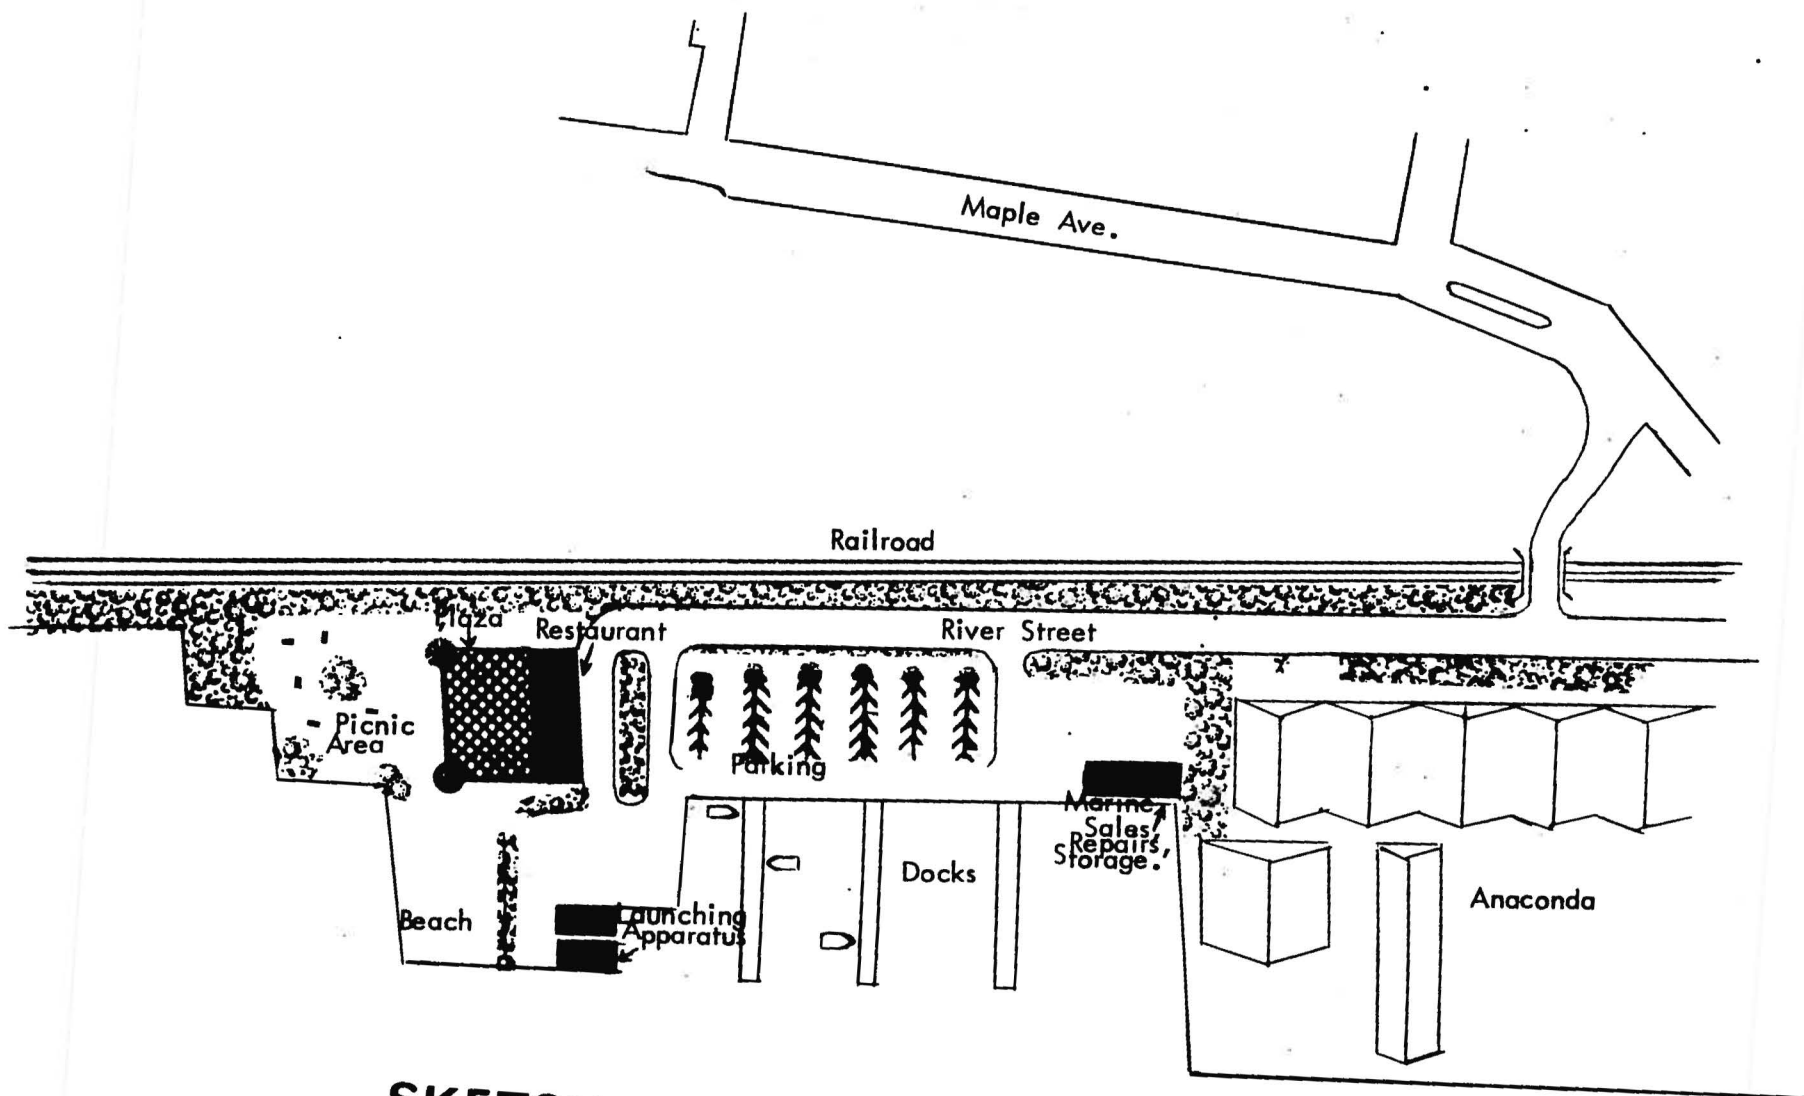 Maple Ave.
Railroad
Plaza
Restaurant
River Street
Picnic
Area
Parking
Marine
Sales,
Repairs,
Storage.
Docks
Beach
Launching
Apparatus
Anaconda